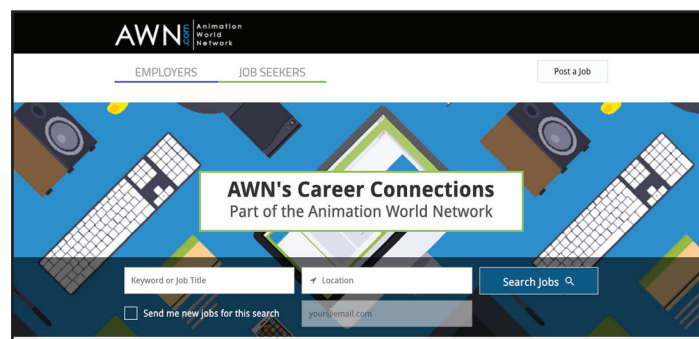 AWN.com Animation
World
Network
EMPLOYERS JOB SEEKERS Post a Job
AWN's Career Connections
Part of the Animation World Network
Keyword or Job Title Location Search Jobs
Send me new jobs for this search your@email.com